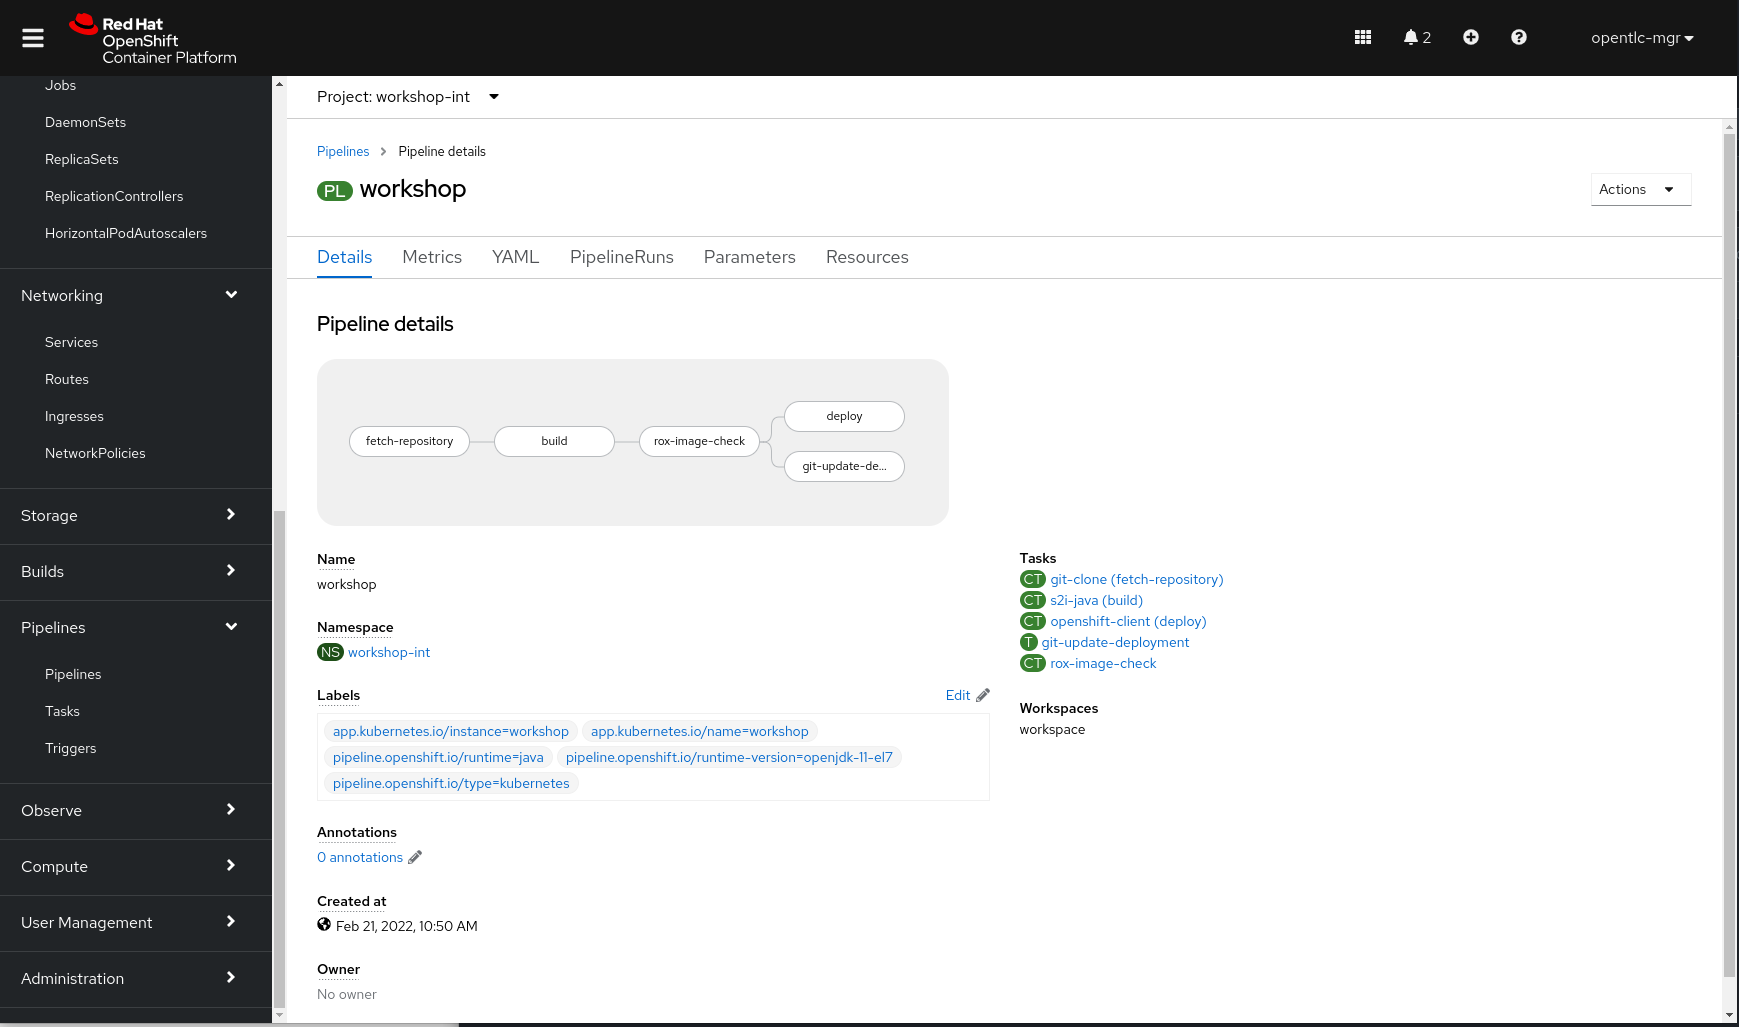 Red Hat
OpenShift
Container Platform
2
opentlc-mgr
Jobs
DaemonSets
ReplicaSets
ReplicationControllers
HorizontalPodAutoscalers
Networking
Services
Routes
Ingresses
NetworkPolicies
Storage
Builds
Pipelines
Pipelines
Tasks
Triggers
Observe
Compute
User Management
Administration
Project: workshop-int
Pipelines Pipeline details
PL workshop
Actions
Details Metrics YAML PipelineRuns Parameters Resources
Pipeline details
fetch-repository build rox-image-check
deploy
git-update-de...
Name
workshop
Namespace
NS workshop-int
Labels
Edit
app.kubernetes.io/instance=workshop app.kubernetes.io/name=workshop
pipeline.openshift.io/runtime=java pipeline.openshift.io/runtime-version=openjdk-11-el7
pipeline.openshift.io/type=kubernetes
Annotations
0 annotations
Created at
Feb 21, 2022, 10:50 AM
Owner
No owner
Tasks
CT git-clone (fetch-repository)
CT s2i-java (build)
CT openshift-client (deploy)
T git-update-deployment
CT rox-image-check
Workspaces
workspace